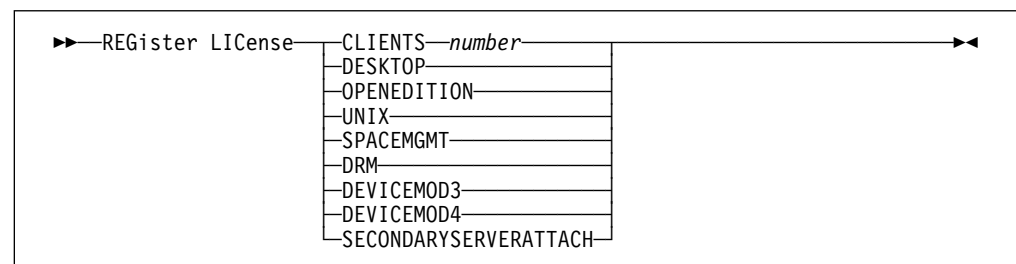 REGister LICense CLIENTS number
DESKTOP
OPENEDITION
UNIX
SPACEMGMT
DRM
DEVICEMOD3
DEVICEMOD4
SECONDARYSERVERATTACH